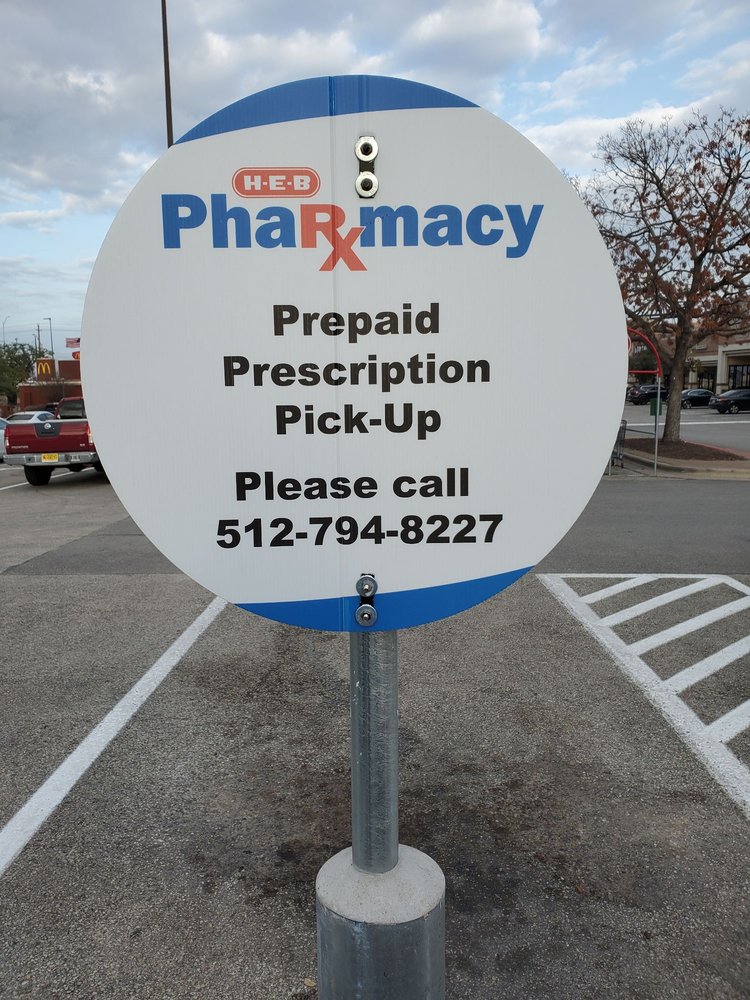 H-E-B
PhaRxmacy
Prepaid
Prescription
Pick-Up
Please call
512-794-8227